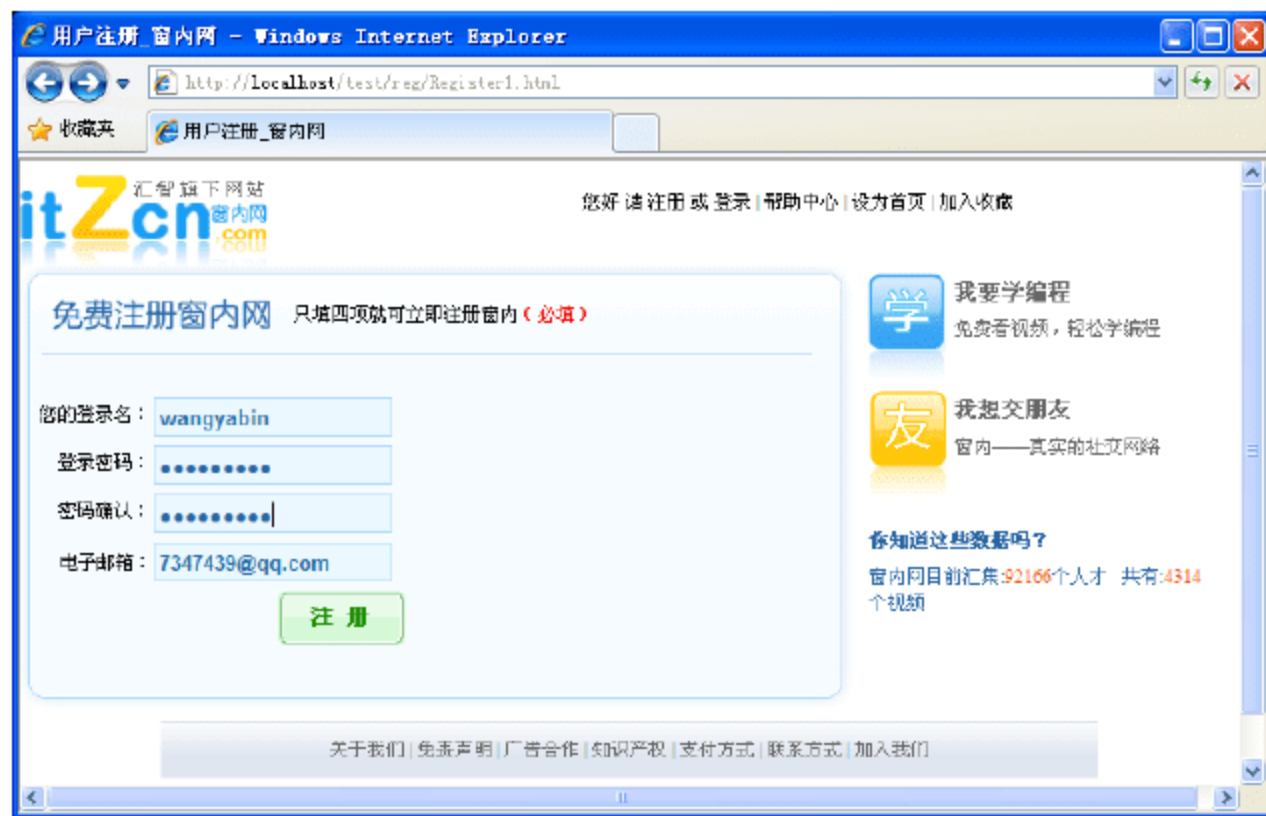 用户注册_窗内网 - Windows Internet Explorer
http://localhost/test/reg/Register1.html
收藏夹
用户注册_窗内网
itZcn
汇智旗下网站
窗内网
.com
您好 请 注册 或 登录 | 帮助中心 | 设为首页 | 加入收藏
免费注册窗内网 只填四项就可立即注册窗内（必填）
您的登录名： wangyabin
登录密码： •••••••••
密码确认： •••••••••
电子邮箱： 7347439@qq.com
注 册
学
我要学编程
免费看视频，轻松学编程
友
我想交朋友
窗内——真实的社交网络
你知道这些数据吗？
窗内网目前汇集:92166个人才 共有:4314
个视频
关于我们 | 免责声明 | 广告合作 | 知识产权 | 支付方式 | 联系方式 | 加入我们